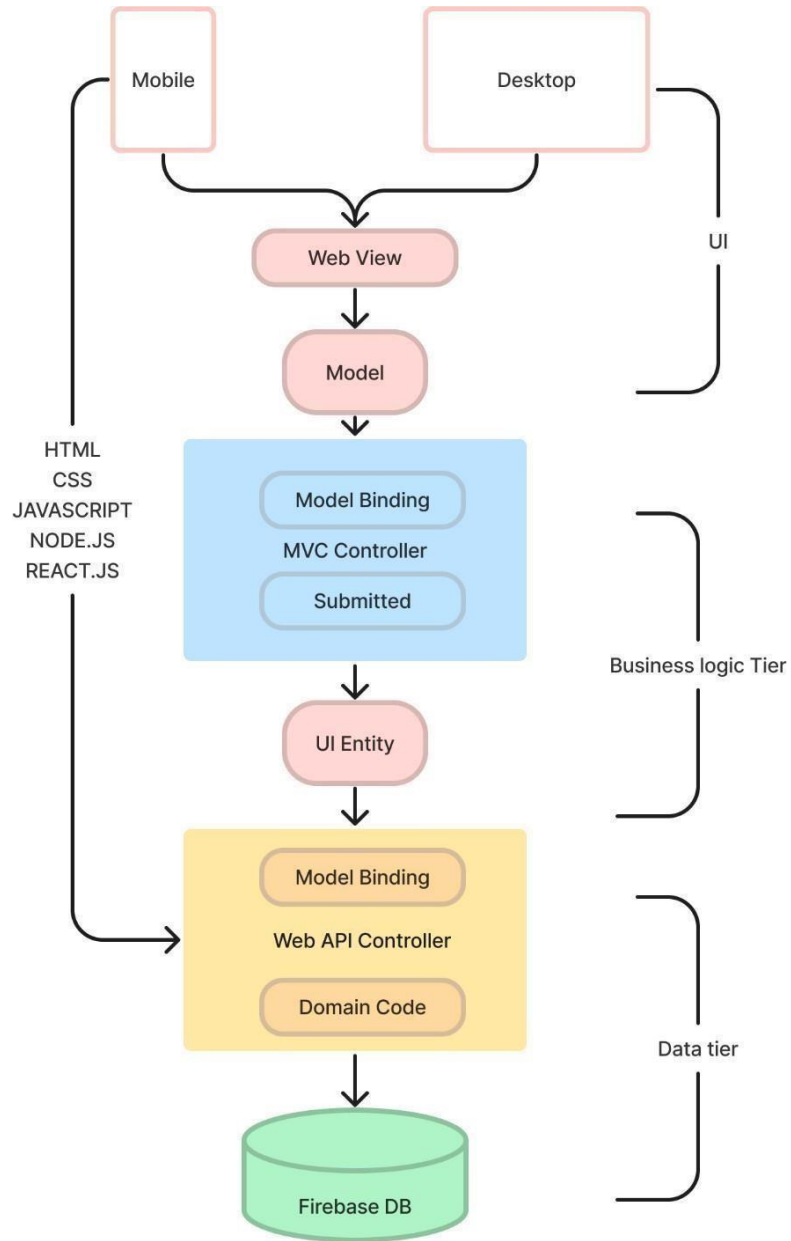 Mobile
Desktop
UI
Web View
Model
HTML
CSS
JAVASCRIPT
NODE.JS
REACT.JS
Model Binding
MVC Controller
Submitted
Business logic Tier
UI Entity
Model Binding
Web API Controller
Domain Code
Data tier
Firebase DB